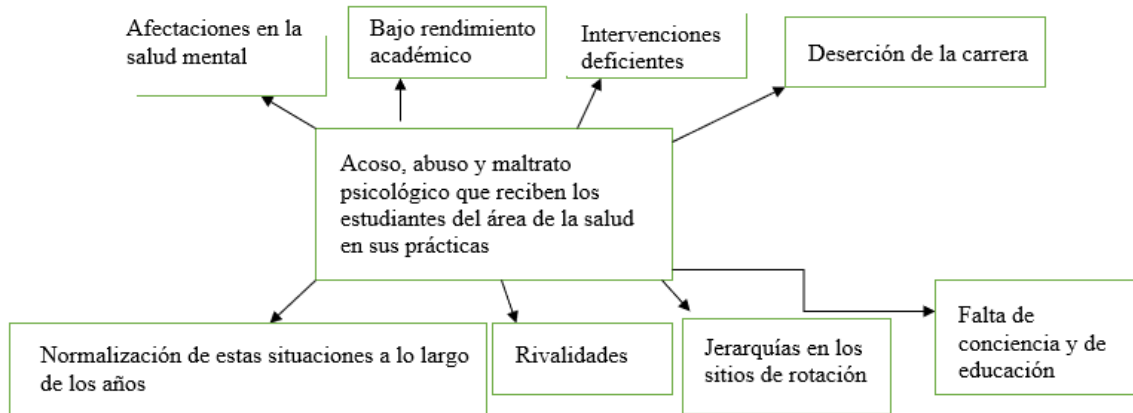 Afectaciones en la
salud mental
Bajo rendimiento
académico
Intervenciones
deficientes
Deserción de la carrera
Acoso, abuso y maltrato
psicológico que reciben los
estudiantes del área de la salud
en sus prácticas
Normalización de estas situaciones a lo largo
de los años
Rivalidades
Jerarquías en los
sitios de rotación
Falta de
conciencia y de
educación